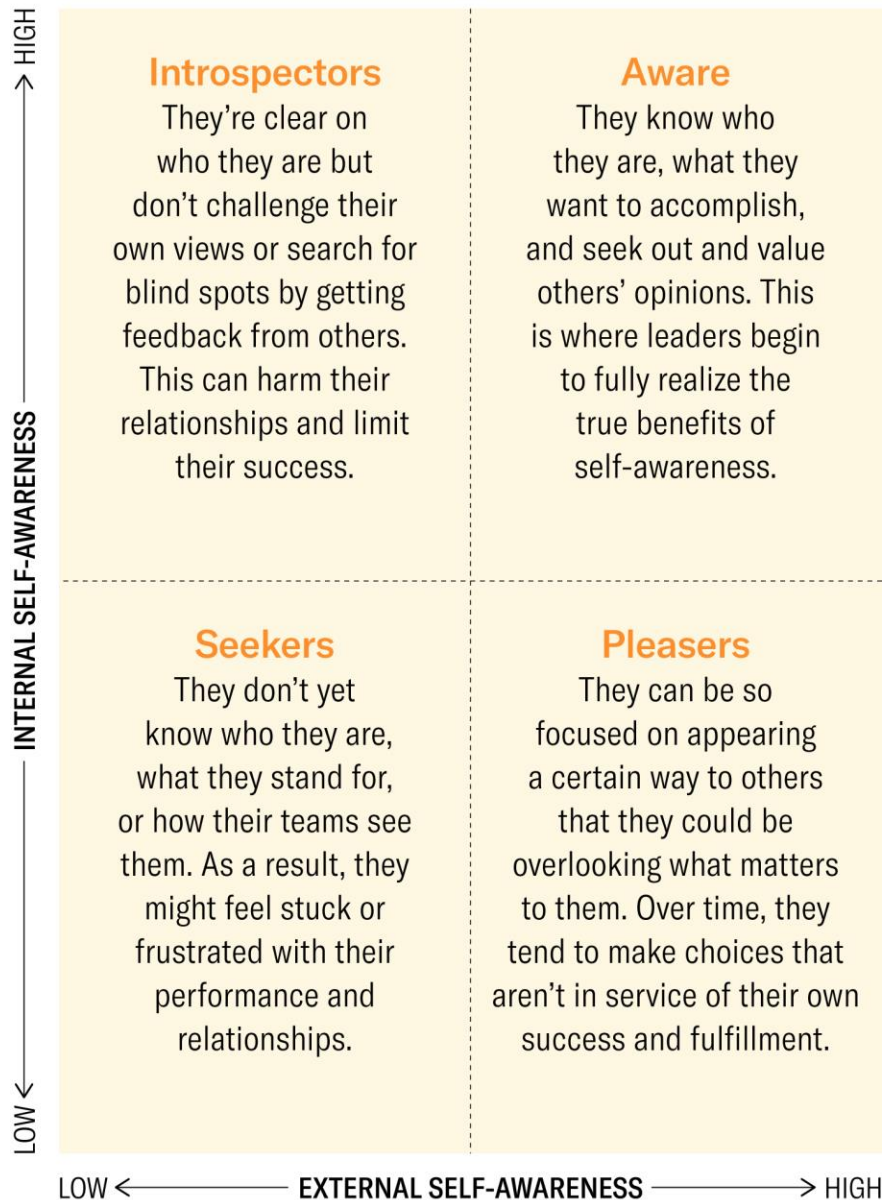 Introspectors
They’re clear on
who they are but
don’t challenge their
own views or search for
blind spots by getting
feedback from others.
This can harm their
relationships and limit
their success.
Aware
They know who
they are, what they
want to accomplish,
and seek out and value
others’ opinions. This
is where leaders begin
to fully realize the
true benefits of
self-awareness.
Seekers
They don’t yet
know who they are,
what they stand for,
or how their teams see
them. As a result, they
might feel stuck or
frustrated with their
performance and
relationships.
Pleasers
They can be so
focused on appearing
a certain way to others
that they could be
overlooking what matters
to them. Over time, they
tend to make choices that
aren’t in service of their own
success and fulfillment.
LOW INTERNAL SELF-AWARENESS HIGH
LOW EXTERNAL SELF-AWARENESS HIGH